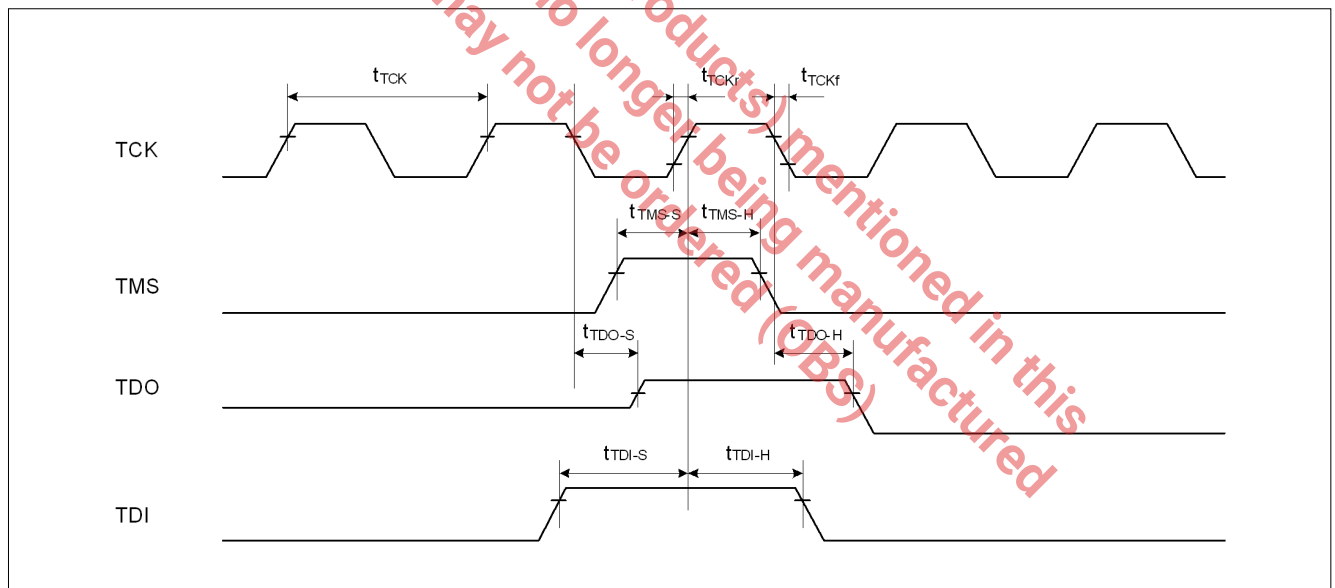 roducts) mentioned in this
no longer being manufactured
may not be ordered (OBS)
tTCK
tTCKr
tTCKf
TCK
tTMS-S
tTMS-H
TMS
tTDO-S
tTDO-H
TDO
tTDI-S
tTDI-H
TDI